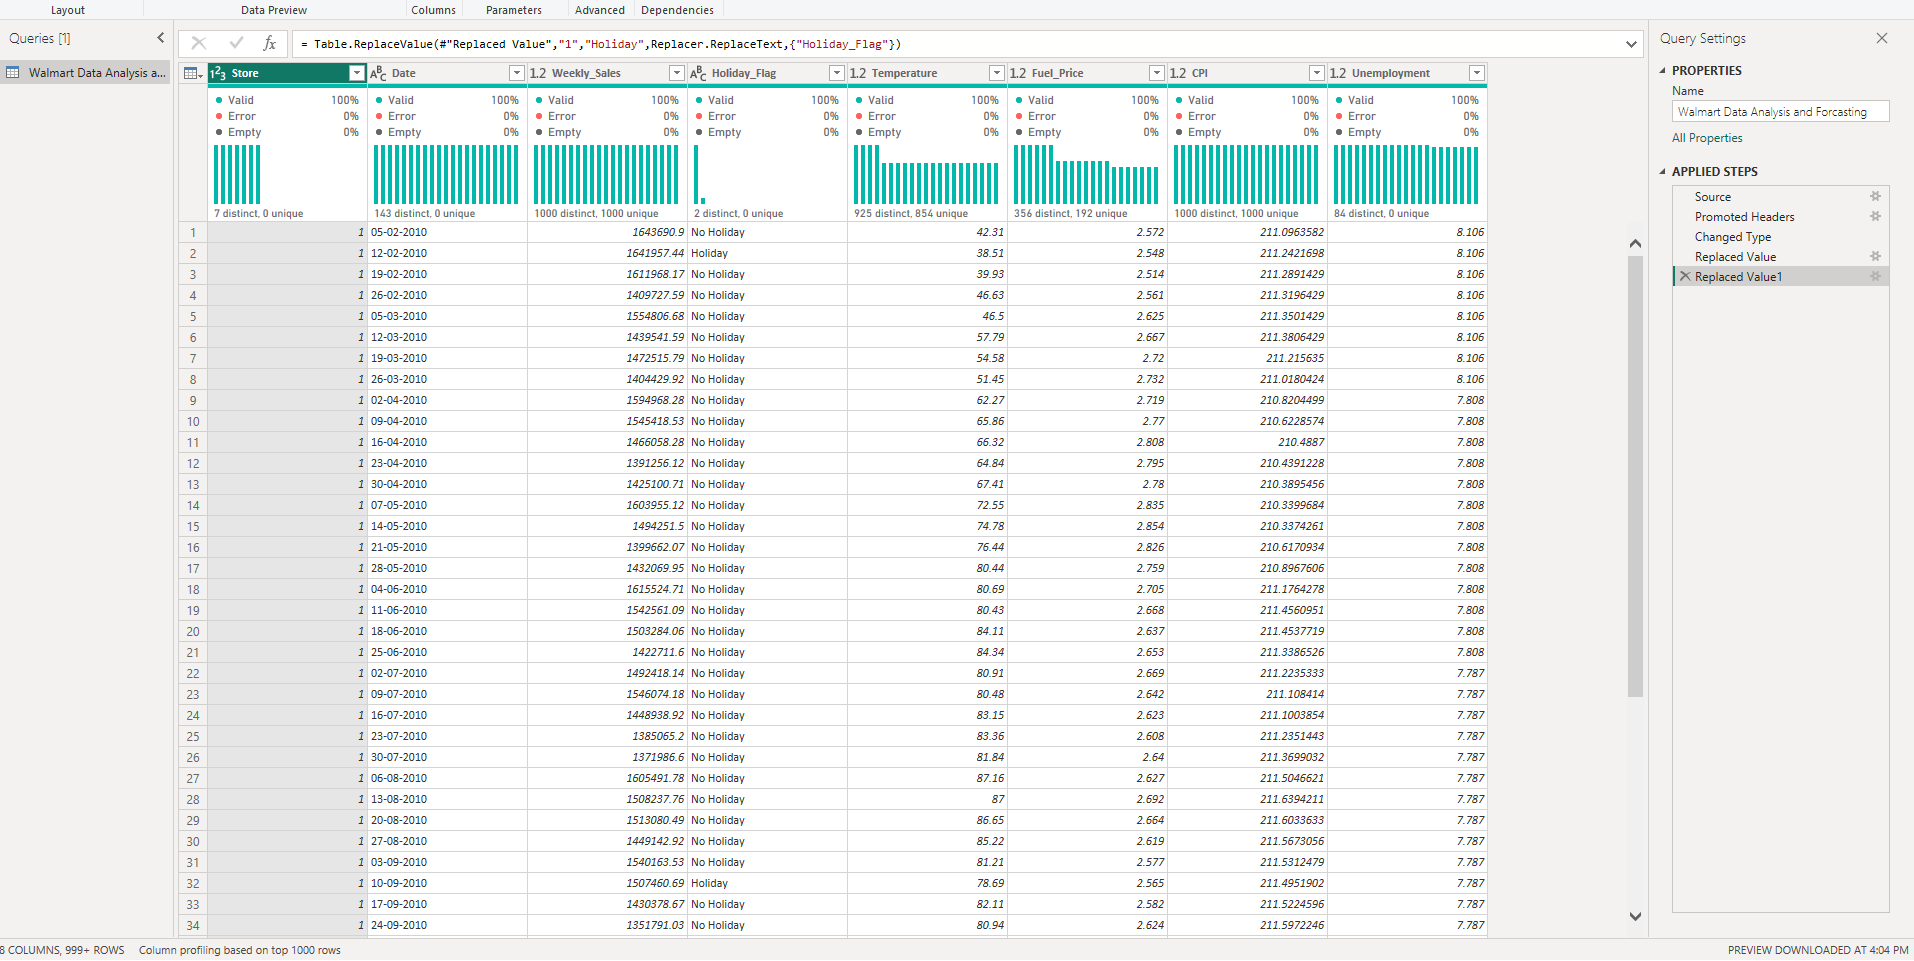 Layout Data Preview Columns Parameters Advanced Dependencies
Queries [1]
Walmart Data Analysis a...
fx = Table.ReplaceValue(#"Replaced Value","1","Holiday",Replacer.ReplaceText,{"Holiday_Flag"})
1²3 Store ABC Date 1.2 Weekly_Sales ABC Holiday_Flag 1.2 Temperature 1.2 Fuel_Price 1.2 CPI 1.2 Unemployment
Valid 100% Valid 100% Valid 100% Valid 100% Valid 100% Valid 100% Valid 100% Valid 100%
Error 0% Error 0% Error 0% Error 0% Error 0% Error 0% Error 0% Error 0%
Empty 0% Empty 0% Empty 0% Empty 0% Empty 0% Empty 0% Empty 0% Empty 0%
7 distinct, 0 unique 143 distinct, 0 unique 1000 distinct, 1000 unique 2 distinct, 0 unique 925 distinct, 854 unique 356 distinct, 192 unique 1000 distinct, 1000 unique 84 distinct, 0 unique
1 1 05-02-2010 1643690.9 No Holiday 42.31 2.572 211.0963582 8.106
2 1 12-02-2010 1641957.44 Holiday 38.51 2.548 211.2421698 8.106
3 1 19-02-2010 1611968.17 No Holiday 39.93 2.514 211.2891429 8.106
4 1 26-02-2010 1409727.59 No Holiday 46.63 2.561 211.3196429 8.106
5 1 05-03-2010 1554806.68 No Holiday 46.5 2.625 211.3501429 8.106
6 1 12-03-2010 1439541.59 No Holiday 57.79 2.667 211.3806429 8.106
7 1 19-03-2010 1472515.79 No Holiday 54.58 2.72 211.215635 8.106
8 1 26-03-2010 1404429.92 No Holiday 51.45 2.732 211.0180424 8.106
9 1 02-04-2010 1594968.28 No Holiday 62.27 2.719 210.8204499 7.808
10 1 09-04-2010 1545418.53 No Holiday 65.86 2.77 210.6228574 7.808
11 1 16-04-2010 1466058.28 No Holiday 66.32 2.808 210.4887 7.808
12 1 23-04-2010 1391256.12 No Holiday 64.84 2.795 210.4391228 7.808
13 1 30-04-2010 1425100.71 No Holiday 67.41 2.78 210.3895456 7.808
14 1 07-05-2010 1603955.12 No Holiday 72.55 2.835 210.3399684 7.808
15 1 14-05-2010 1494251.5 No Holiday 74.78 2.854 210.3374261 7.808
16 1 21-05-2010 1399662.07 No Holiday 76.44 2.826 210.6170934 7.808
17 1 28-05-2010 1432069.95 No Holiday 80.44 2.759 210.8967606 7.808
18 1 04-06-2010 1615524.71 No Holiday 80.69 2.705 211.1764278 7.808
19 1 11-06-2010 1542561.09 No Holiday 80.43 2.668 211.4560951 7.808
20 1 18-06-2010 1503284.06 No Holiday 84.11 2.637 211.4537719 7.808
21 1 25-06-2010 1422711.6 No Holiday 84.34 2.653 211.3386526 7.808
22 1 02-07-2010 1492418.14 No Holiday 80.91 2.669 211.2235333 7.787
23 1 09-07-2010 1546074.18 No Holiday 80.48 2.642 211.108414 7.787
24 1 16-07-2010 1448938.92 No Holiday 83.15 2.623 211.1003854 7.787
25 1 23-07-2010 1385065.2 No Holiday 83.36 2.608 211.2351443 7.787
26 1 30-07-2010 1371986.6 No Holiday 81.84 2.64 211.3699032 7.787
27 1 06-08-2010 1605491.78 No Holiday 87.16 2.627 211.5046621 7.787
28 1 13-08-2010 1508237.76 No Holiday 87 2.692 211.6394211 7.787
29 1 20-08-2010 1513080.49 No Holiday 86.65 2.664 211.6033633 7.787
30 1 27-08-2010 1449142.92 No Holiday 85.22 2.619 211.5673056 7.787
31 1 03-09-2010 1540163.53 No Holiday 81.21 2.577 211.5312479 7.787
32 1 10-09-2010 1507460.69 Holiday 78.69 2.565 211.4951902 7.787
33 1 17-09-2010 1430378.67 No Holiday 82.11 2.582 211.5224596 7.787
34 1 24-09-2010 1351791.03 No Holiday 80.94 2.624 211.5972246 7.787
Query Settings
PROPERTIES
Name
Walmart Data Analysis and Forcasting
All Properties
APPLIED STEPS
Source
Promoted Headers
Changed Type
Replaced Value
Replaced Value1
8 COLUMNS, 999+ ROWS Column profiling based on top 1000 rows PREVIEW DOWNLOADED AT 4:04 PM